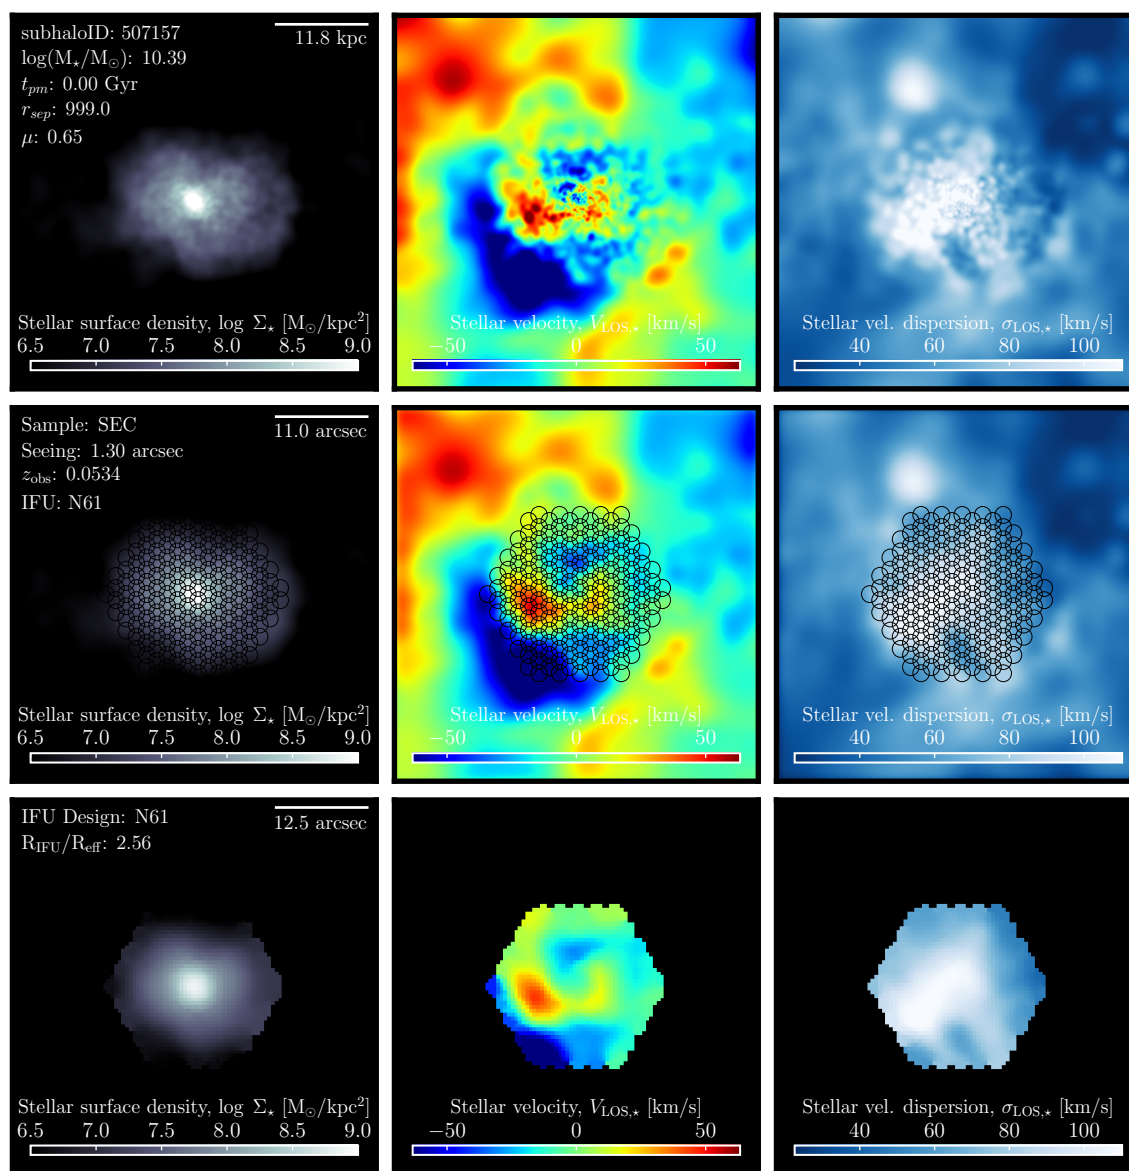 subhaloID: 507157
log(M⋆/M⊙): 10.39
t_pm: 0.00 Gyr
r_sep: 999.0
μ: 0.65
11.8 kpc
Stellar surface density, log Σ⋆ [M⊙/kpc²]
6.5 7.0 7.5 8.0 8.5 9.0
Stellar velocity, V_LOS,⋆ [km/s]
−50 0 50
Stellar vel. dispersion, σ_LOS,⋆ [km/s]
40 60 80 100
Sample: SEC
Seeing: 1.30 arcsec
z_obs: 0.0534
IFU: N61
11.0 arcsec
Stellar surface density, log Σ⋆ [M⊙/kpc²]
6.5 7.0 7.5 8.0 8.5 9.0
Stellar velocity, V_LOS,⋆ [km/s]
−50 0 50
Stellar vel. dispersion, σ_LOS,⋆ [km/s]
40 60 80 100
IFU Design: N61
R_IFU/R_eff: 2.56
12.5 arcsec
Stellar surface density, log Σ⋆ [M⊙/kpc²]
6.5 7.0 7.5 8.0 8.5 9.0
Stellar velocity, V_LOS,⋆ [km/s]
−50 0 50
Stellar vel. dispersion, σ_LOS,⋆ [km/s]
40 60 80 100